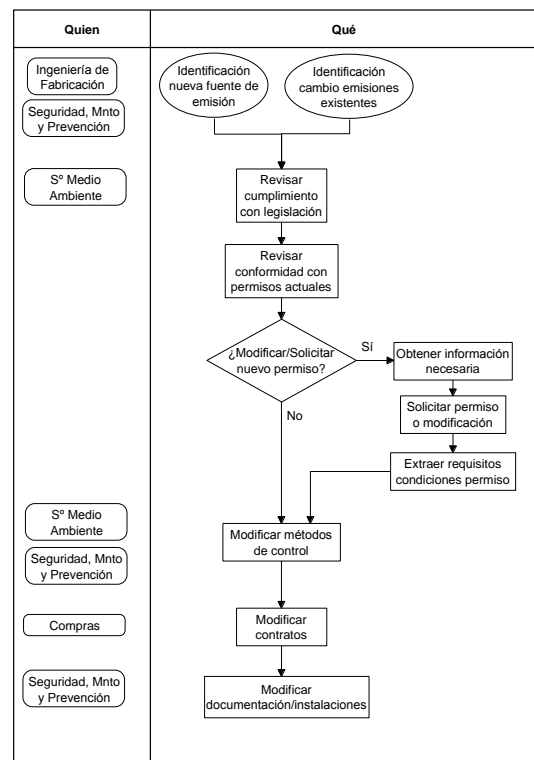 Quien
Qué
Ingeniería de
Fabricación
Identificación
nueva fuente de
emisión
Identificación
cambio emisiones
existentes
Seguridad, Mnto
y Prevención
Sº Medio
Ambiente
Revisar
cumplimiento
con legislación
Revisar
conformidad con
permisos actuales
¿Modificar/Solicitar
nuevo permiso?
Sí
Obtener información
necesaria
Solicitar permiso
o modificación
No
Extraer requisitos
condiciones permiso
Sº Medio
Ambiente
Modificar métodos
de control
Seguridad, Mnto
y Prevención
Compras
Modificar
contratos
Seguridad, Mnto
y Prevención
Modificar
documentación/instalaciones